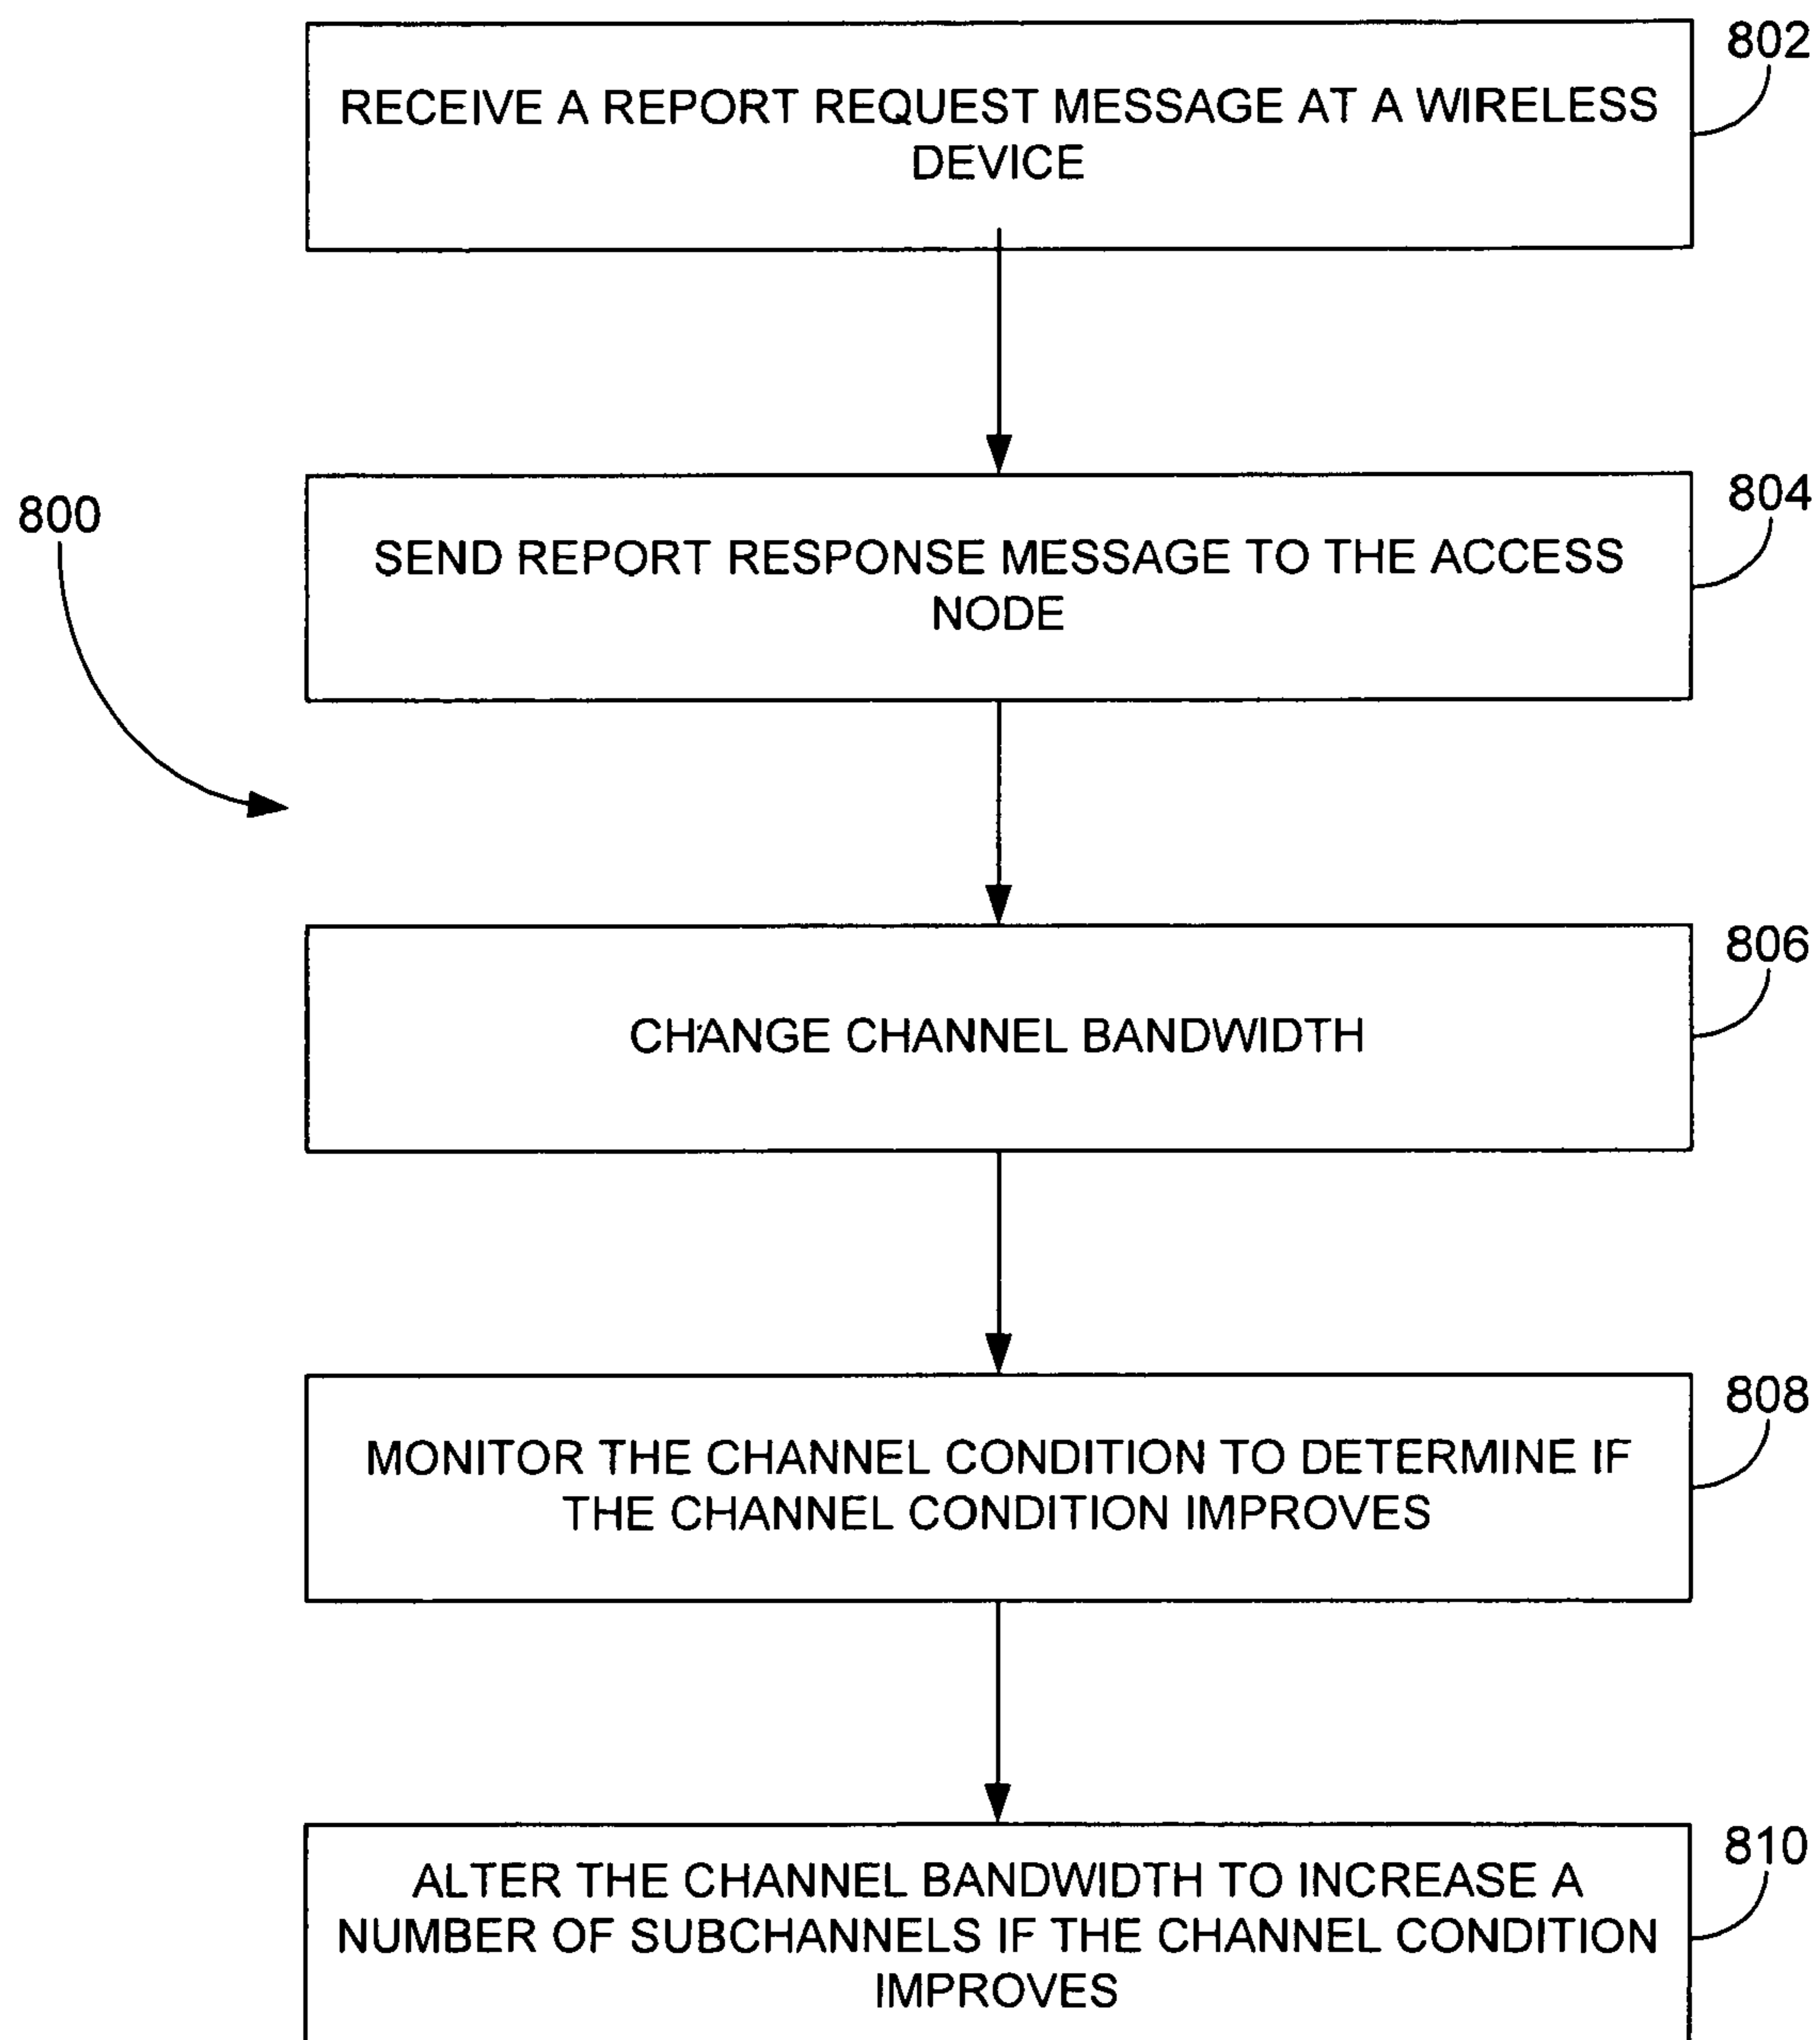 802
RECEIVE A REPORT REQUEST MESSAGE AT A WIRELESS
DEVICE
804
800
SEND REPORT RESPONSE MESSAGE TO THE ACCESS
NODE
806
CHANGE CHANNEL BANDWIDTH
808
MONITOR THE CHANNEL CONDITION TO DETERMINE IF
THE CHANNEL CONDITION IMPROVES
810
ALTER THE CHANNEL BANDWIDTH TO INCREASE A
NUMBER OF SUBCHANNELS IF THE CHANNEL CONDITION
IMPROVES